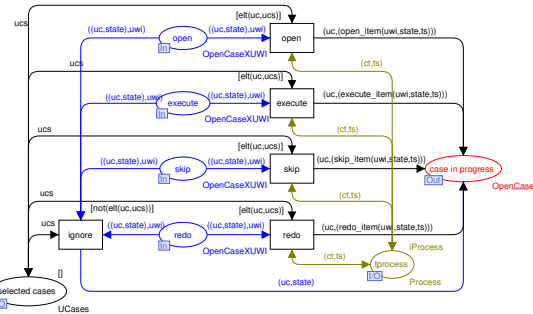 [elt(uc,ucs)]
ucs
((uc,state),uwi)
open
((uc,state),uwi)
open
(uc,(open_item(uwi,state,ts)))
In
OpenCaseXUWI
(ct,ts)
ucs
[elt(uc,ucs)]
((uc,state),uwi)
execute
((uc,state),uwi)
execute
(uc,(execute_item(uwi,state,ts)))
In
OpenCaseXUWI
(ct,ts)
ucs
[elt(uc,ucs)]
((uc,state),uwi)
skip
((uc,state),uwi)
skip
(uc,(skip_item(uwi,state,ts)))
case in progress
In
Out
OpenCaseXUWI
OpenCase
(ct,ts)
ucs
[not(elt(uc,ucs))]
[elt(uc,ucs)]
ucs
ignore
((uc,state),uwi)
redo
((uc,state),uwi)
redo
(uc,(redo_item(uwi,state,ts)))
In
OpenCaseXUWI
iProcess
(ct,ts)
tprocess
[]
I/O
Process
(uc,state)
selected cases
UCases